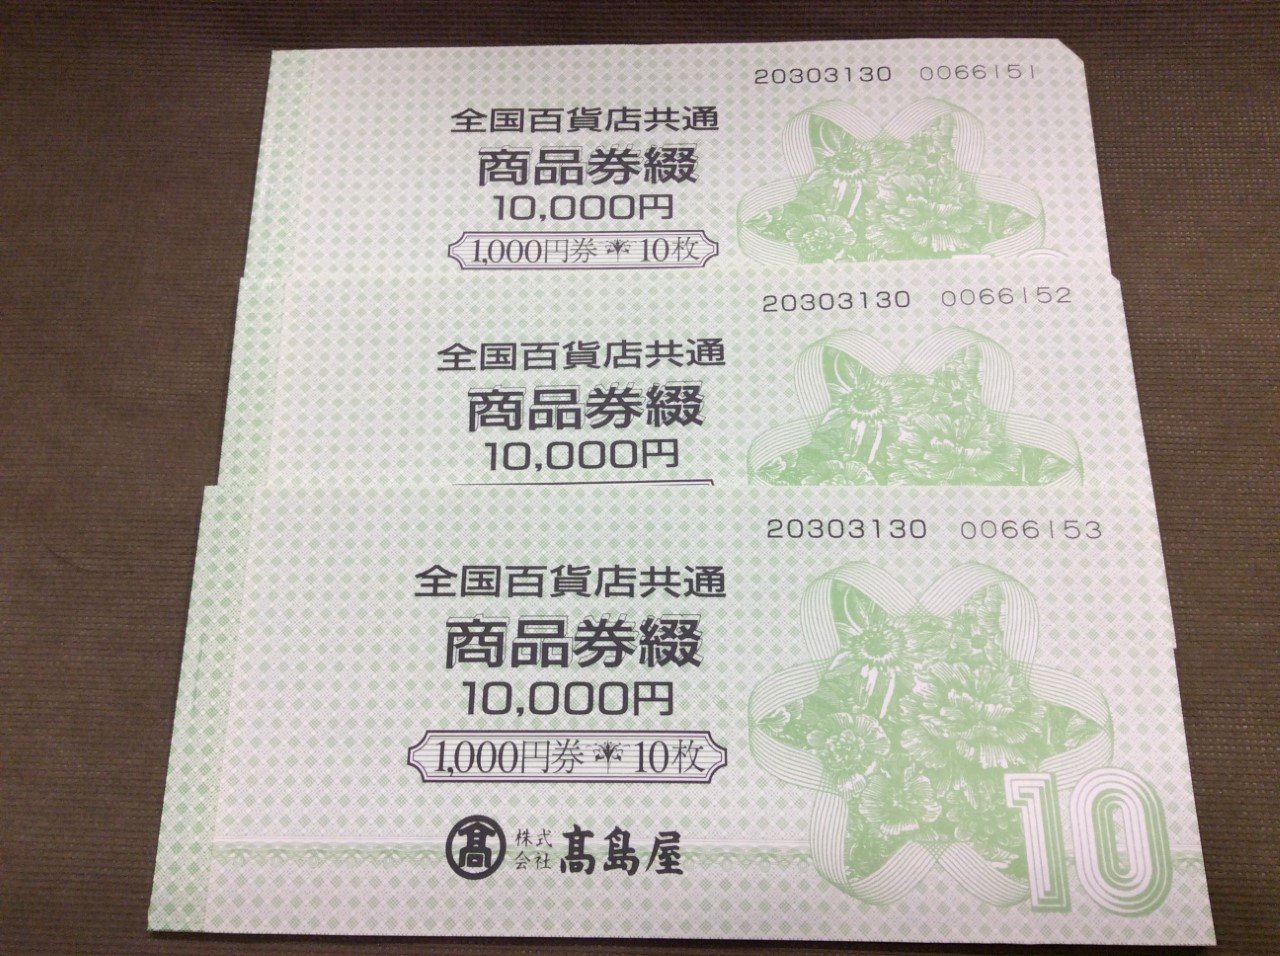 20303130 0066151
全国百貨店共通
商品券綴
10,000円
1,000円券 10枚
20303130 0066152
全国百貨店共通
商品券綴
10,000円
20303130 0066153
全国百貨店共通
商品券綴
10,000円
1,000円券 10枚
髙 株式会社 髙島屋
10